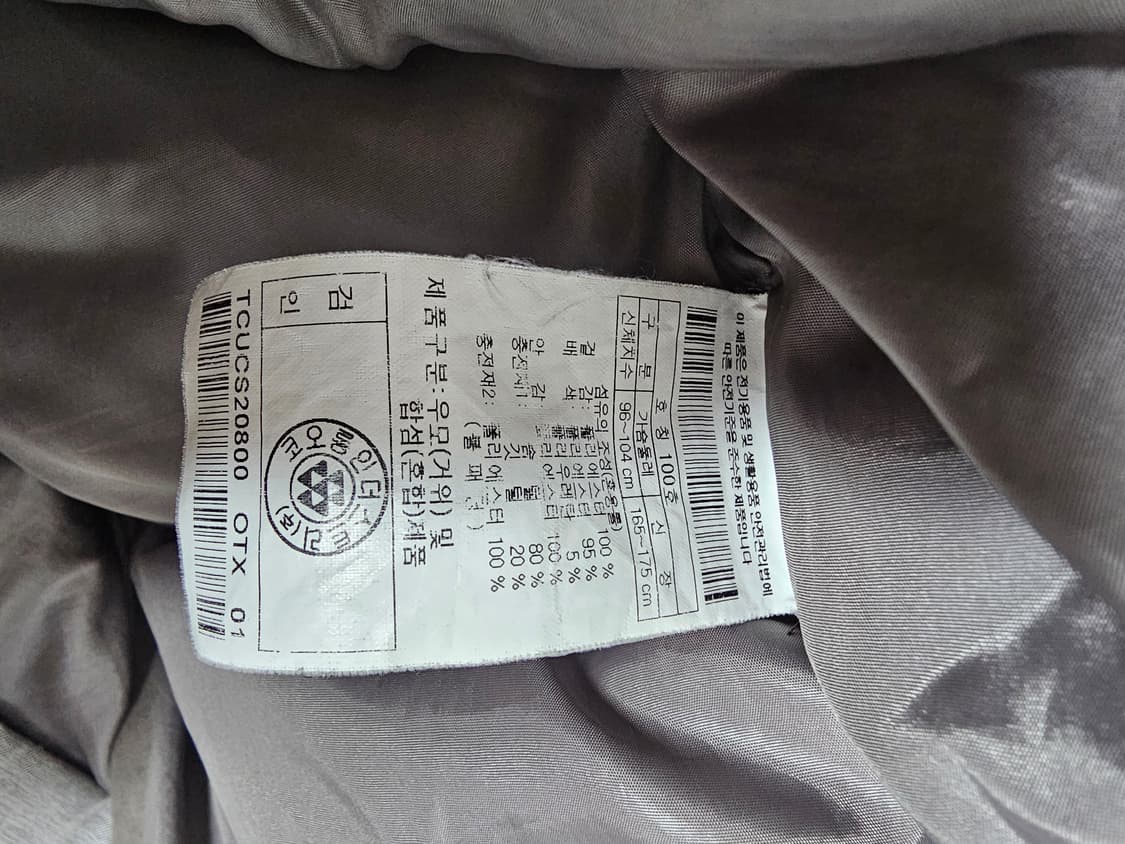 이 제품은 전기용품 및 생활용품 안전관리법에
따른 안전기준을 준수한 제품입니다
구 분 호칭 100호
신체치수 가슴둘레 신 장
96~104 cm 165~175 cm
섬유의 조성(혼용률)
겉 감: 폴리에스터 100 %
배 색 폴리에스터 95 %
폴리우레탄 5 %
안 감: 폴리에스터 100 %
충전재1: 솜털 80 %
깃털 20 %
충전재2: 폴리에스터 100 %
제품구분: 우모(거위) 및
합섬(혼합)제품
검인
(주)영원
TCUCS20800 OTX 01